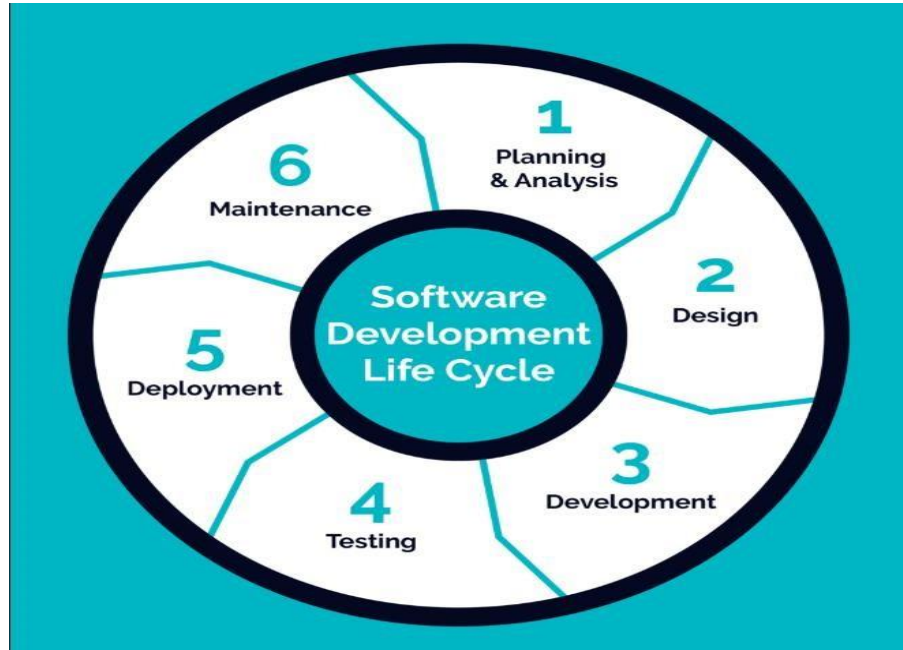 Software
Development
Life Cycle
1
Planning
& Analysis
2
Design
3
Development
4
Testing
5
Deployment
6
Maintenance